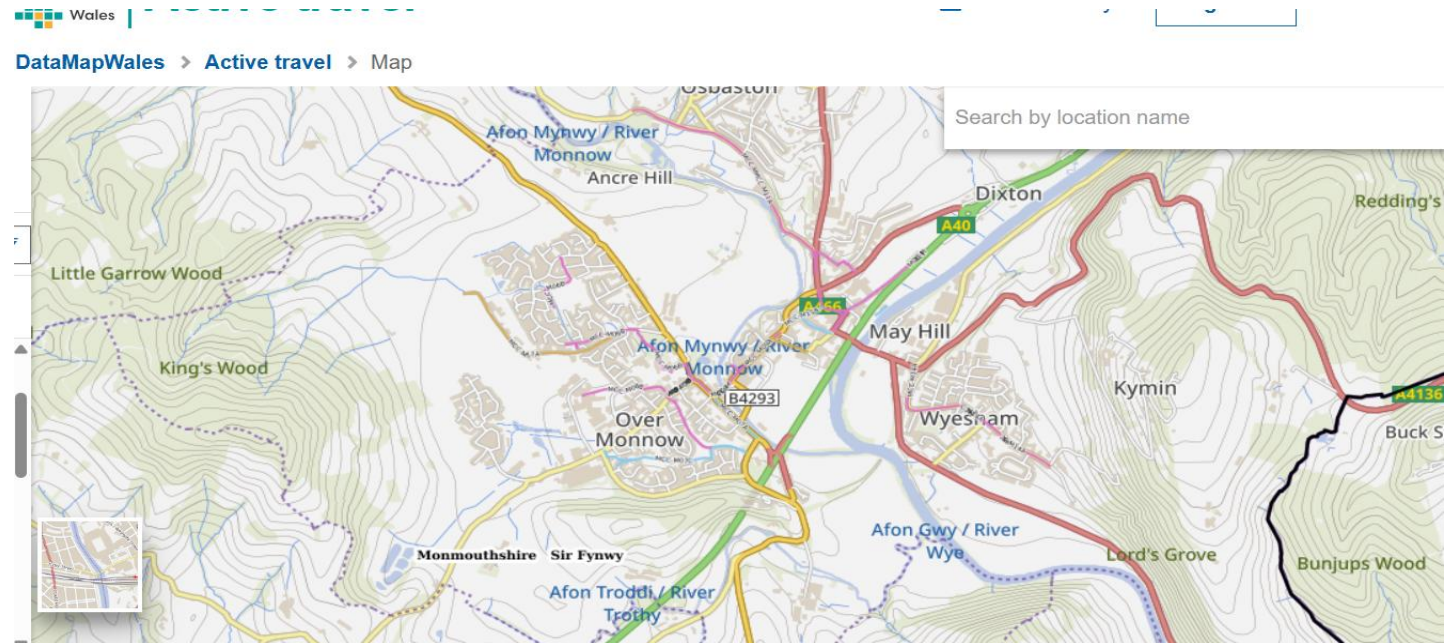 Wales
DataMapWales > Active travel > Map
Osbaston
Search by location name
Afon Mynwy / River
Monnow
Ancre Hill
Dixton
Redding's
A40
Little Garrow Wood
A466
May Hill
Afon Mynwy / River
Monnow
King's Wood
Kymin
A4136
B4293
Over
Monnow
Wyesham
Buck S
Afon Gwy / River
Wye
Monmouthshire Sir Fynwy
Lord's Grove
Bunjups Wood
Afon Troddi / River
Trothy